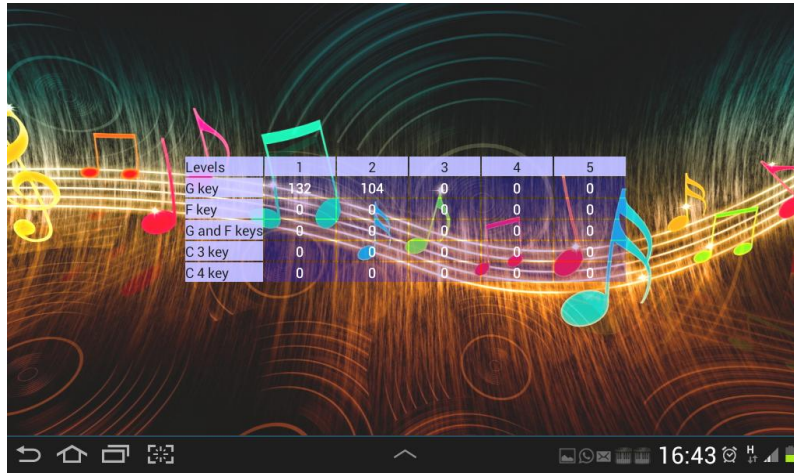 Levels 1 2 3 4 5
G key 132 104 0 0 0
F key 0 0 0 0 0
G and F keys 0 0 0 0 0
C 3 key 0 0 0 0 0
C 4 key 0 0 0 0 0
16:43 H